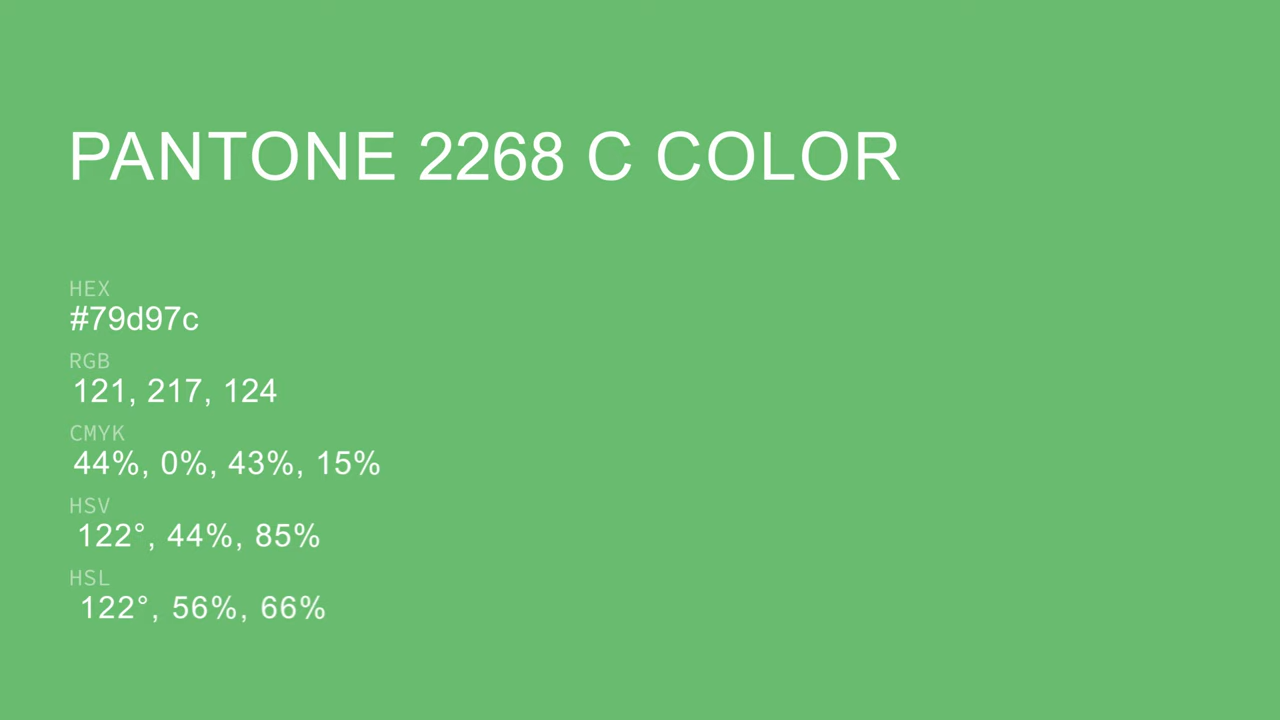 PANTONE 2268 C COLOR
HEX
#79d97c
RGB
121, 217, 124
CMYK
44%, 0%, 43%, 15%
HSV
122°, 44%, 85%
HSL
122°, 56%, 66%